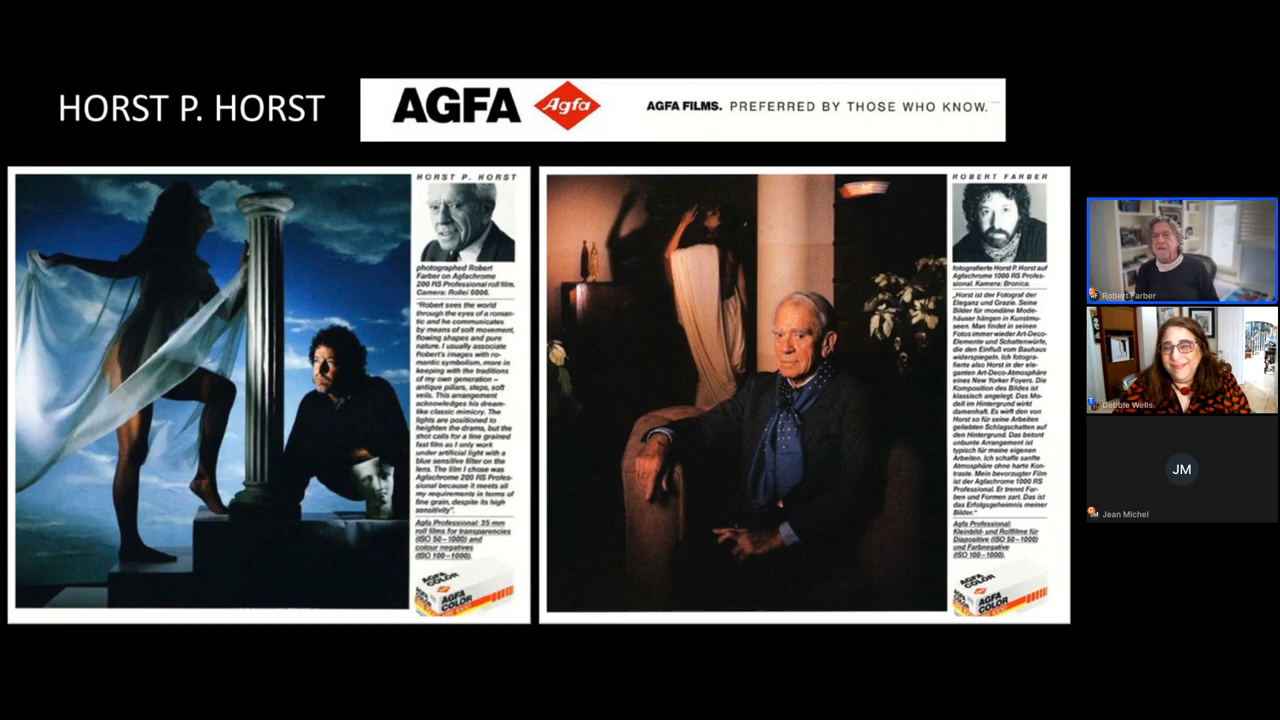 HORST P. HORST
AGFA
Agfa
AGFA FILMS. PREFERRED BY THOSE WHO KNOW.
HORST P. HORST
photographed Robert
Farber on Agfachrome
200 RS Professional roll film.
Camera: Rollei 6006.
"Robert sees the world
through the eyes of a roman-
tic and he communicates
by means of soft movement,
flowing shapes and pure
nature. I usually associate
Robert's images with ro-
mantic symbolism, more in
keeping with the traditions
of my own generation –
antique pillars, steps, soft
veils. This arrangement
acknowledges his dream-
like classic mimicry. The
lights are positioned to
heighten the drama, but the
shot calls for a fine grained
fast film as I only work
under artificial light with a
blue sensitive filter on the
lens. The film I chose was
Agfachrome 200 RS Profes-
sional because it meets all
my requirements in terms of
fine grain, despite its high
sensitivity".
Agfa Professional: 35 mm
roll films for transparencies
(ISO 50–1000) and
colour negatives
(ISO 100–1000).
AGFA
COLOR
AGFA
COLOR
ROBERT FARBER
fotografierte Horst P. Horst auf
Agfachrome 1000 RS Profes-
sional. Kamera: Bronica.
„Horst ist der Fotograf der
Eleganz und Grazie. Seine
Bilder für mondäne Mode-
häuser hängen in Kunstmu-
seen. Man findet in seinen
Fotos immer wieder Art-Deco-
Elemente und Schattenwürfe,
die den Einfluß vom Bauhaus
widerspiegeln. Ich fotogra-
fierte also Horst in der ele-
ganten Art-Deco-Atmosphäre
eines New Yorker Foyers. Die
Komposition des Bildes ist
klassisch angelegt. Das Mo-
dell im Hintergrund wirkt
damenhaft. Es wirft den von
Horst so für seine Arbeiten
geliebten Schlagschatten auf
den Hintergrund. Das betont
unbunte Arrangement ist
typisch für meine eigenen
Arbeiten. Ich schaffe sanfte
Atmosphäre ohne harte Kon-
traste. Mein bevorzugter Film
ist der Agfachrome 1000 RS
Professional. Er trennt Far-
ben und Formen zart. Das ist
das Erfolgsgeheimnis meiner
Bilder."
Agfa Professional:
Kleinbild- und Rollfilme für
Diapositive (ISO 50–1000)
und Farbnegative
(ISO 100–1000).
AGFA
COLOR
AGFA
COLOR
Robert Farber
Debbie Wells
JM
Jean Michel